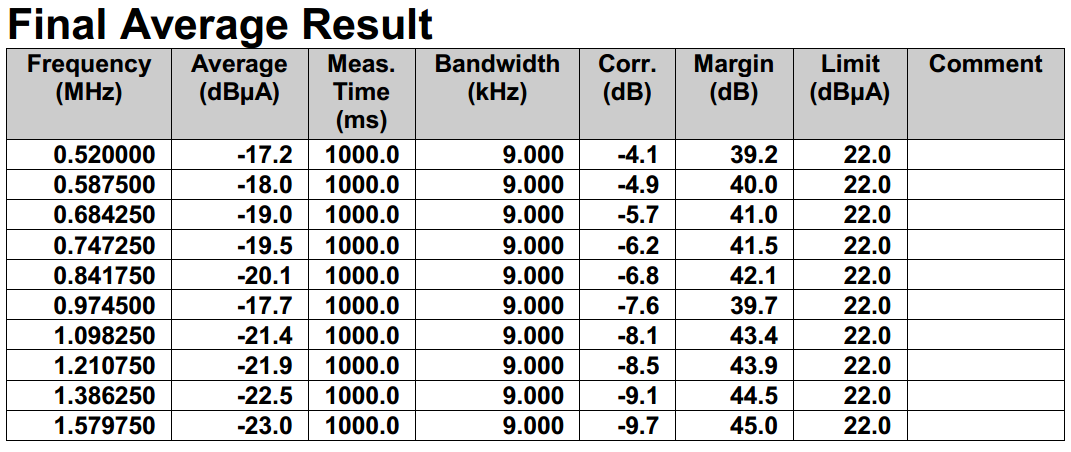 Final Average Result
Frequency (MHz) Average (dBµA) Meas. Time (ms) Bandwidth (kHz) Corr. (dB) Margin (dB) Limit (dBµA) Comment
0.520000 -17.2 1000.0 9.000 -4.1 39.2 22.0
0.587500 -18.0 1000.0 9.000 -4.9 40.0 22.0
0.684250 -19.0 1000.0 9.000 -5.7 41.0 22.0
0.747250 -19.5 1000.0 9.000 -6.2 41.5 22.0
0.841750 -20.1 1000.0 9.000 -6.8 42.1 22.0
0.974500 -17.7 1000.0 9.000 -7.6 39.7 22.0
1.098250 -21.4 1000.0 9.000 -8.1 43.4 22.0
1.210750 -21.9 1000.0 9.000 -8.5 43.9 22.0
1.386250 -22.5 1000.0 9.000 -9.1 44.5 22.0
1.579750 -23.0 1000.0 9.000 -9.7 45.0 22.0